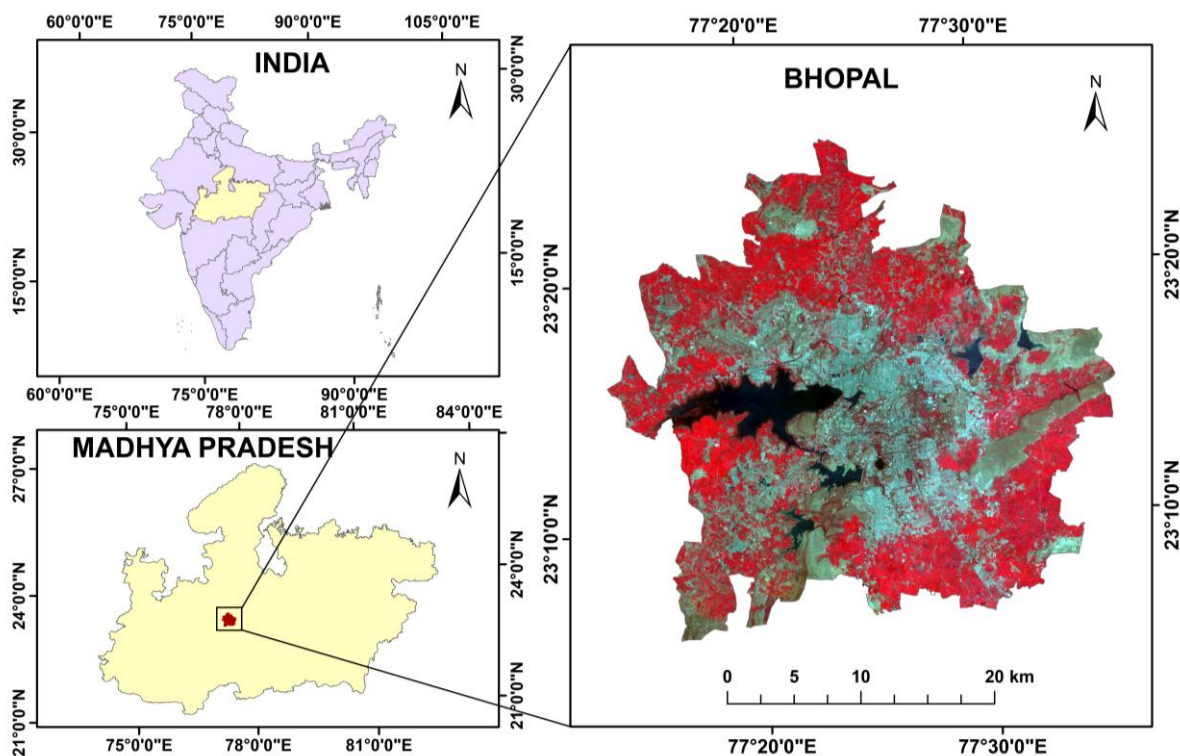 60°0'0"E 75°0'0"E 90°0'0"E 105°0'0"E
INDIA
N
30°0'0"N
15°0'0"N
30°0'0"N
15°0'0"N
60°0'0"E 75°0'0"E 90°0'0"E
75°0'0"E 78°0'0"E 81°0'0"E 84°0'0"E
MADHYA PRADESH
N
27°0'0"N
24°0'0"N
21°0'0"N
24°0'0"N
21°0'0"N
75°0'0"E 78°0'0"E 81°0'0"E
77°20'0"E 77°30'0"E
BHOPAL
N
23°20'0"N
23°10'0"N
23°20'0"N
23°10'0"N
0 5 10 20 km
77°20'0"E 77°30'0"E